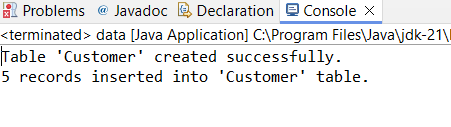 Problems Javadoc Declaration Console
<terminated> data [Java Application] C:\Program Files\Java\jdk-21\
Table 'Customer' created successfully.
5 records inserted into 'Customer' table.